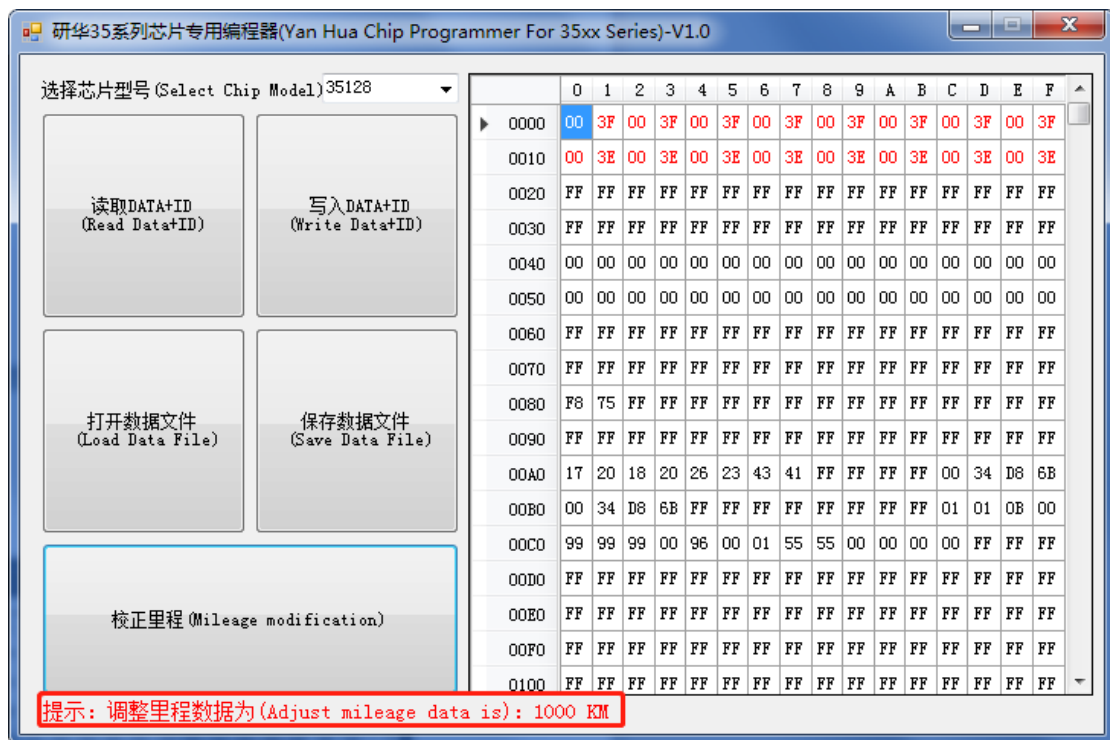 研华35系列芯片专用编程器(Yan Hua Chip Programmer For 35xx Series)-V1.0
选择芯片型号(Select Chip Model) 35128
读取DATA+ID
(Read Data+ID)
写入DATA+ID
(Write Data+ID)
打开数据文件
(Load Data File)
保存数据文件
(Save Data File)
校正里程(Mileage modification)
0 1 2 3 4 5 6 7 8 9 A B C D E F
0000 00 3F 00 3F 00 3F 00 3F 00 3F 00 3F 00 3F 00 3F
0010 00 3E 00 3E 00 3E 00 3E 00 3E 00 3E 00 3E 00 3E
0020 FF FF FF FF FF FF FF FF FF FF FF FF FF FF FF FF
0030 FF FF FF FF FF FF FF FF FF FF FF FF FF FF FF FF
0040 00 00 00 00 00 00 00 00 00 00 00 00 00 00 00 00
0050 00 00 00 00 00 00 00 00 00 00 00 00 00 00 00 00
0060 FF FF FF FF FF FF FF FF FF FF FF FF FF FF FF FF
0070 FF FF FF FF FF FF FF FF FF FF FF FF FF FF FF FF
0080 F8 75 FF FF FF FF FF FF FF FF FF FF FF FF FF FF
0090 FF FF FF FF FF FF FF FF FF FF FF FF FF FF FF FF
00A0 17 20 18 20 26 23 43 41 FF FF FF FF 00 34 D8 6B
00B0 00 34 D8 6B FF FF FF FF FF FF FF FF 01 01 0B 00
00C0 99 99 99 00 96 00 01 55 55 00 00 00 00 FF FF FF
00D0 FF FF FF FF FF FF FF FF FF FF FF FF FF FF FF FF
00E0 FF FF FF FF FF FF FF FF FF FF FF FF FF FF FF FF
00F0 FF FF FF FF FF FF FF FF FF FF FF FF FF FF FF FF
0100 FF FF FF FF FF FF FF FF FF FF FF FF FF FF FF FF
提示：调整里程数据为(Adjust mileage data is)：1000 KM